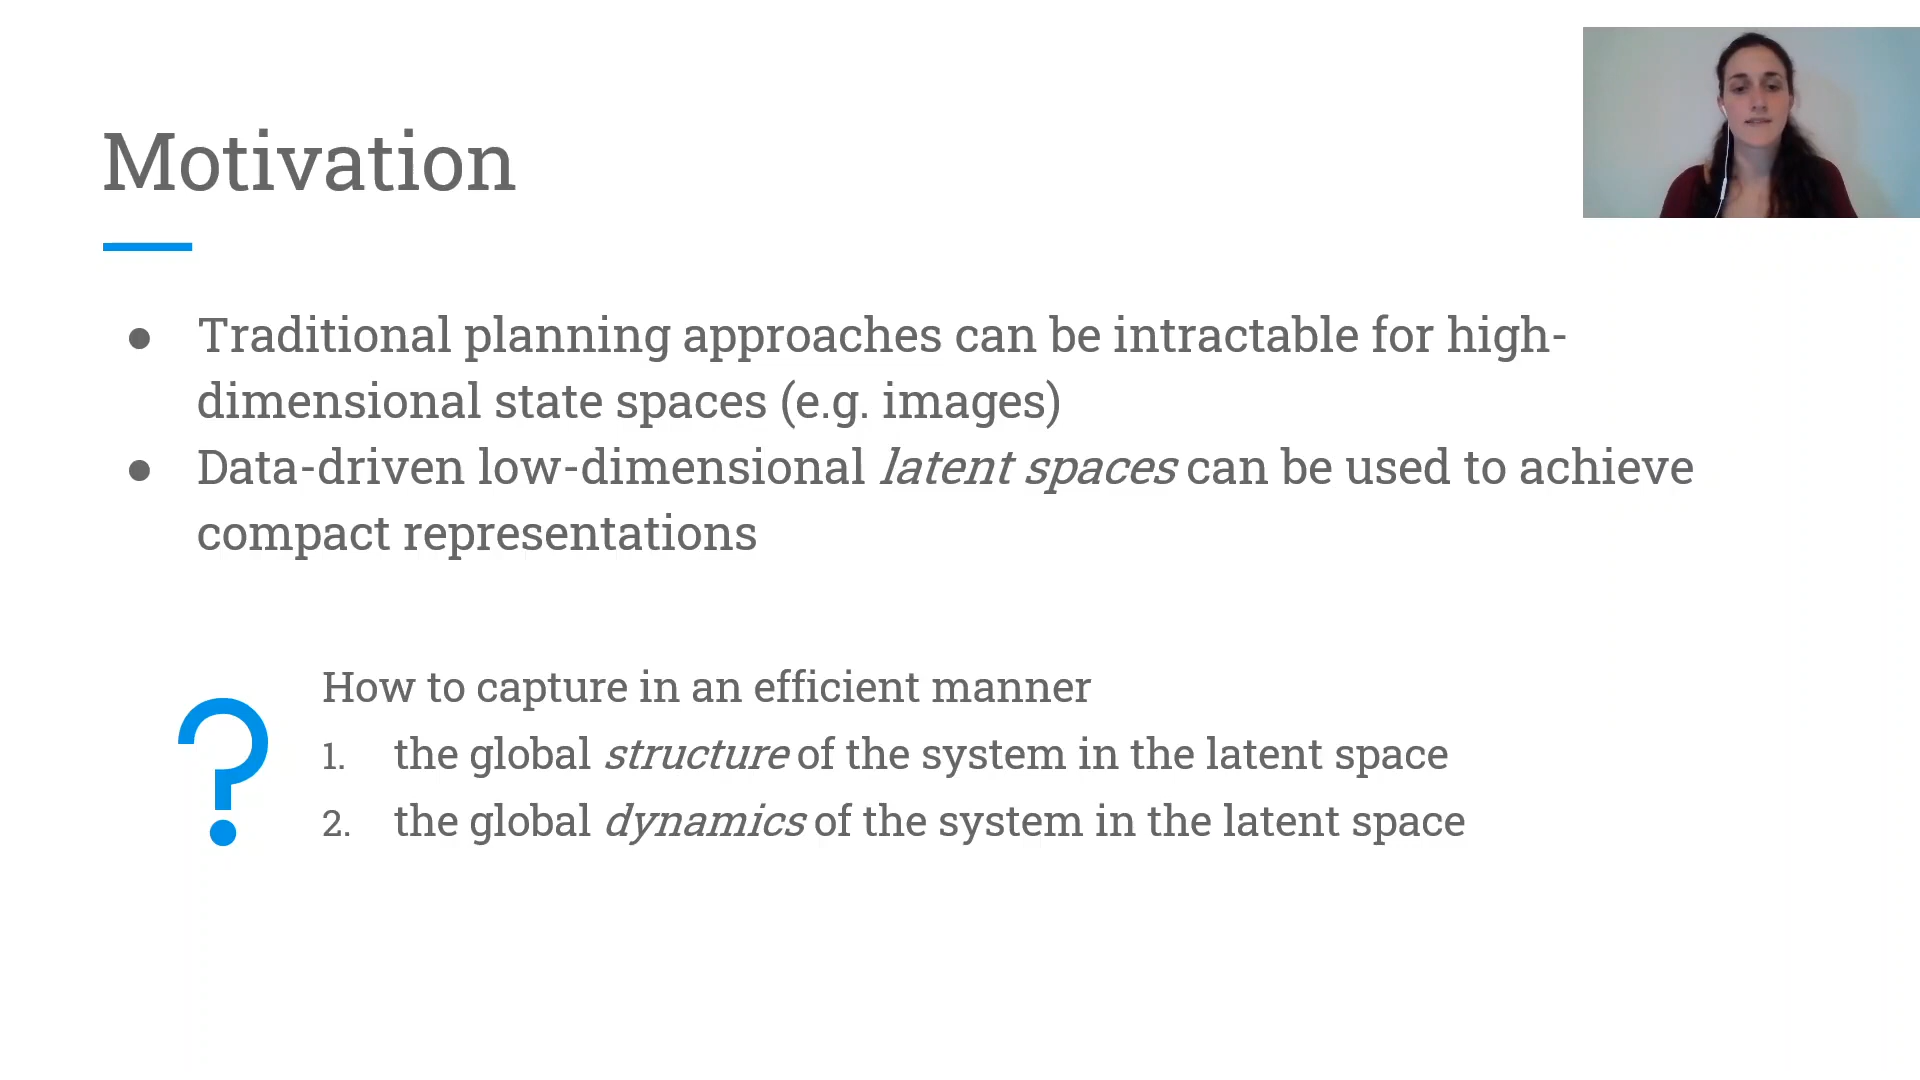 Motivation
● Traditional planning approaches can be intractable for high-
dimensional state spaces (e.g. images)
● Data-driven low-dimensional latent spaces can be used to achieve
compact representations
How to capture in an efficient manner
1. the global structure of the system in the latent space
2. the global dynamics of the system in the latent space